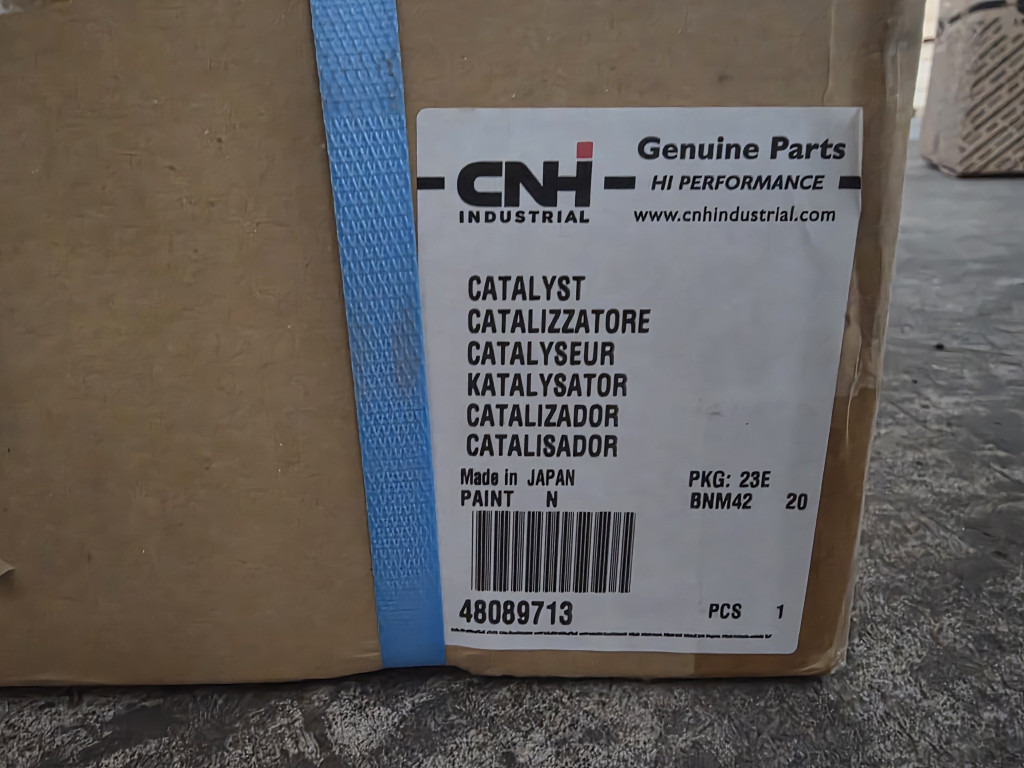 CNH
INDUSTRIAL
Genuine Parts
HI PERFORMANCE
www.cnhindustrial.com
CATALYST
CATALIZZATORE
CATALYSEUR
KATALYSATOR
CATALIZADOR
CATALISADOR
Made in JAPAN PKG: 23E
PAINT N BNM42 20
48089713 PCS 1